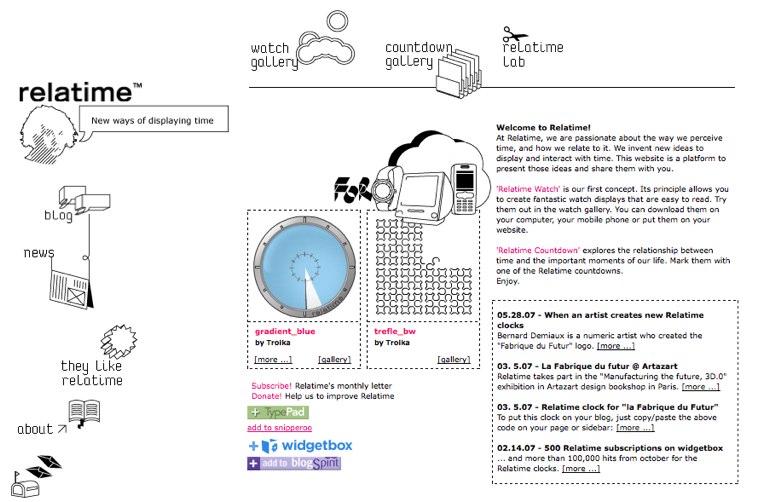 watch
gallery
countdown
gallery
relatime
lab
relatime™
New ways of displaying time
blog
news
they like
relatime
about
FOR
relatime
gradient_blue
by Troika
[more ...] [gallery]
trefle_bw
by Troika
[gallery]
Subscribe! Relatime's monthly letter
Donate! Help us to improve Relatime
+ TypePad
add to snipperoo
+ widgetbox
+ add to blogSpirit
Welcome to Relatime!
At Relatime, we are passionate about the way we perceive
time, and how we relate to it. We invent new ideas to
display and interact with time. This website is a platform to
present those ideas and share them with you.
'Relatime Watch' is our first concept. Its principle allows you
to create fantastic watch displays that are easy to read. Try
them out in the watch gallery. You can download them on
your computer, your mobile phone or put them on your
website.
'Relatime Countdown' explores the relationship between
time and the important moments of our life. Mark them with
one of the Relatime countdowns.
Enjoy.
05.28.07 - When an artist creates new Relatime
clocks
Bernard Demiaux is a numeric artist who created the
"Fabrique du Futur" logo. [more ...]
03. 5.07 - La Fabrique du futur @ Artazart
Relatime takes part in the "Manufacturing the future, 3D.0"
exhibition in Artazart design bookshop in Paris. [more ...]
03. 5.07 - Relatime clock for "la Fabrique du Futur"
To put this clock on your blog, just copy/paste the above
code on your page or sidebar: [more ...]
02.14.07 - 500 Relatime subscriptions on widgetbox
... and more than 100,000 hits from october for the
Relatime clocks. [more ...]